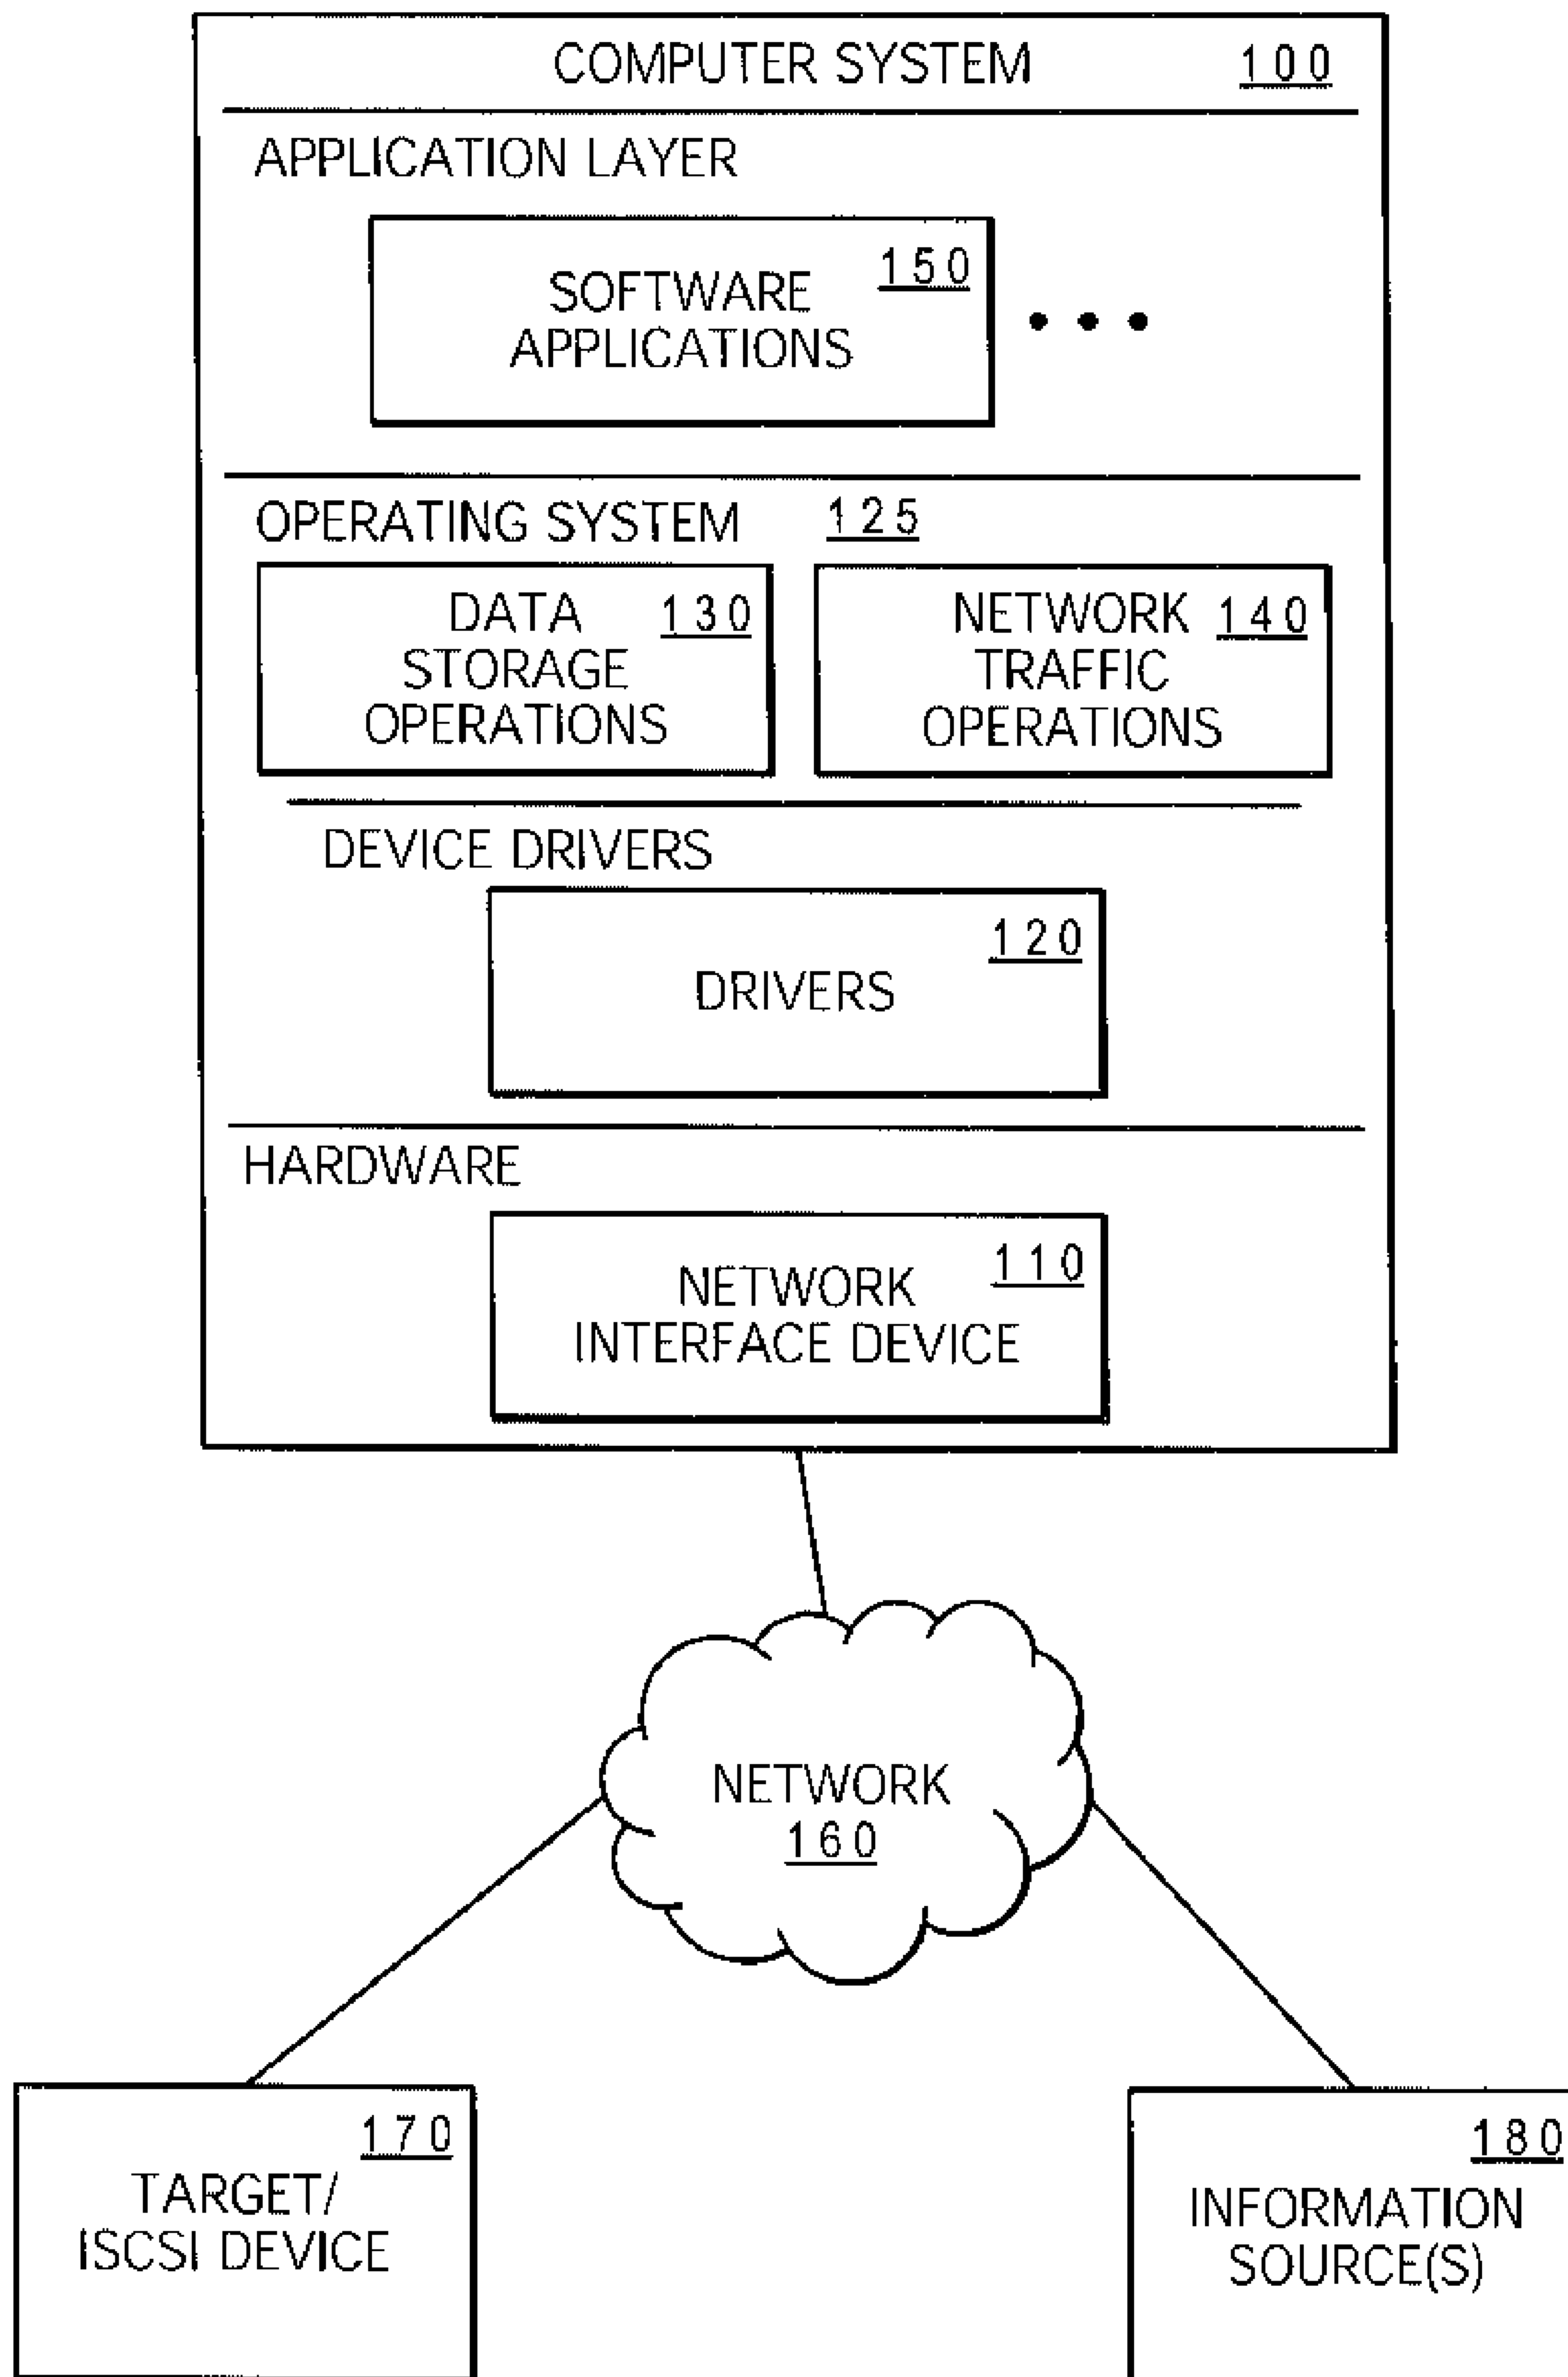 COMPUTER SYSTEM 100
APPLICATION LAYER
150
SOFTWARE
APPLICATIONS
OPERATING SYSTEM 125
DATA 130
STORAGE
OPERATIONS
NETWORK 140
TRAFFIC
OPERATIONS
DEVICE DRIVERS
120
DRIVERS
HARDWARE
110
NETWORK
INTERFACE DEVICE
NETWORK
160
170
TARGET/
ISCSI DEVICE
180
INFORMATION
SOURCE(S)